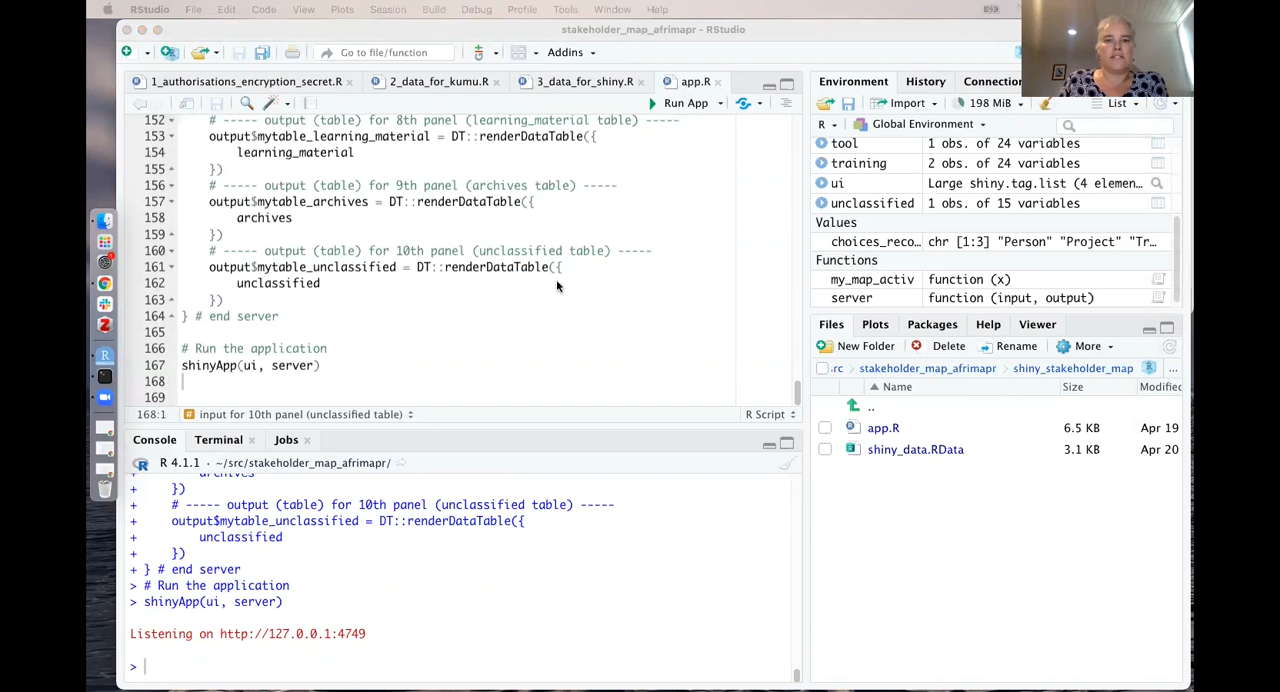 RStudio File Edit Code View Plots Session Build Debug Profile Tools Window Help
stakeholder_map_afrimapr - RStudio
Go to file/function Addins
1_authorisations_encryption_secret.R 2_data_for_kumu.R 3_data_for_shiny.R app.R
Run App
152 # ----- output (table) for 8th panel (learning_material table) -----
153 output$mytable_learning_material = DT::renderDataTable({
154 learning_material
155 })
156 # ----- output (table) for 9th panel (archives table) -----
157 output$mytable_archives = DT::renderDataTable({
158 archives
159 })
160 # ----- output (table) for 10th panel (unclassified table) -----
161 output$mytable_unclassified = DT::renderDataTable({
162 unclassified
163 })
164 } # end server
165
166 # Run the application
167 shinyApp(ui, server)
168
169
168:1 # input for 10th panel (unclassified table) R Script
Console Terminal Jobs
R 4.1.1 · ~/src/stakeholder_map_afrimapr/
+ archives
+ })
+ # ----- output (table) for 10th panel (unclassified table) -----
+ output$mytable_unclassified = DT::renderDataTable({
+ unclassified
+ })
+ } # end server
> # Run the application
> shinyApp(ui, server)
Listening on http://127.0.0.1:
>
Environment History Connection
Import 198 MiB List
R Global Environment
tool 1 obs. of 24 variables
training 2 obs. of 24 variables
ui Large shiny.tag.list (4 elemen…
unclassified 1 obs. of 15 variables
Values
choices_reco… chr [1:3] "Person" "Project" "Tr…
Functions
my_map_activ function (x)
server function (input, output)
Files Plots Packages Help Viewer
New Folder Delete Rename More
src stakeholder_map_afrimapr shiny_stakeholder_map ...
Name Size Modified
..
app.R 6.5 KB Apr 19
shiny_data.RData 3.1 KB Apr 20